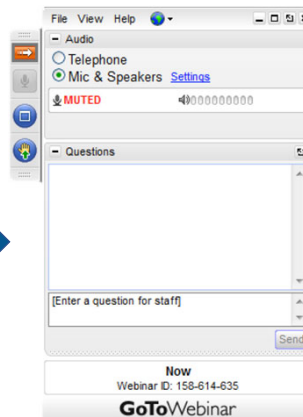 File View Help
Audio
Telephone
Mic & Speakers Settings
MUTED 000000000
Questions
[Enter a question for staff]
Send
Now
Webinar ID: 158-614-635
GoToWebinar